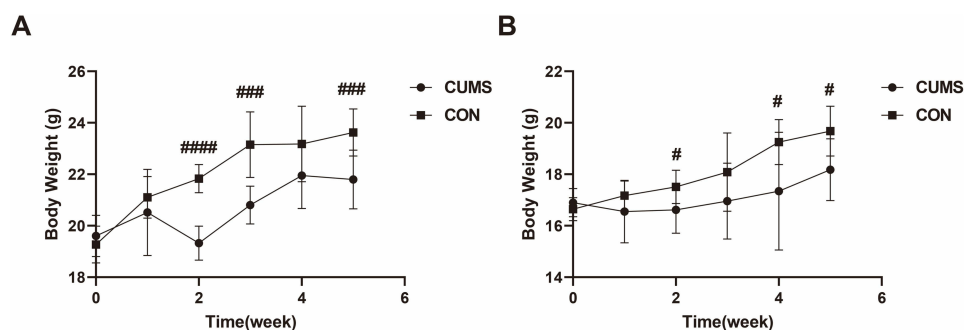 A
Body Weight (g)
26
24
22
20
18
0
2
4
6
Time(week)
####
###
###
CUMS
CON
B
Body Weight (g)
22
20
18
16
14
0
2
4
6
Time(week)
#
#
#
CUMS
CON